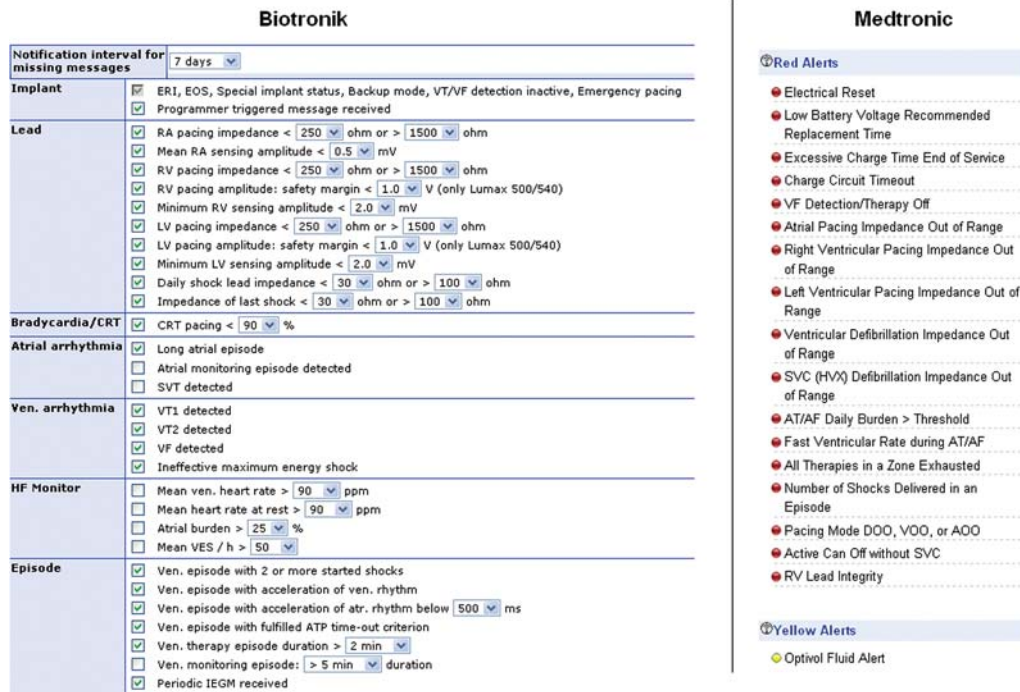 Biotronik
Notification interval for
missing messages
7 days
Implant
ERI, EOS, Special implant status, Backup mode, VT/VF detection inactive, Emergency pacing
Programmer triggered message received
Lead
RA pacing impedance < 250 ohm or > 1500 ohm
Mean RA sensing amplitude < 0.5 mV
RV pacing impedance < 250 ohm or > 1500 ohm
RV pacing amplitude: safety margin < 1.0 V (only Lumax 500/540)
Minimum RV sensing amplitude < 2.0 mV
LV pacing impedance < 250 ohm or > 1500 ohm
LV pacing amplitude: safety margin < 1.0 V (only Lumax 500/540)
Minimum LV sensing amplitude < 2.0 mV
Daily shock lead impedance < 30 ohm or > 100 ohm
Impedance of last shock < 30 ohm or > 100 ohm
Bradycardia/CRT
CRT pacing < 90 %
Atrial arrhythmia
Long atrial episode
Atrial monitoring episode detected
SVT detected
Ven. arrhythmia
VT1 detected
VT2 detected
VF detected
Ineffective maximum energy shock
HF Monitor
Mean ven. heart rate > 90 ppm
Mean heart rate at rest > 90 ppm
Atrial burden > 25 %
Mean VES / h > 50
Episode
Ven. episode with 2 or more started shocks
Ven. episode with acceleration of ven. rhythm
Ven. episode with acceleration of atr. rhythm below 500 ms
Ven. episode with fulfilled ATP time-out criterion
Ven. therapy episode duration > 2 min
Ven. monitoring episode: > 5 min duration
Periodic IEGM received
Medtronic
Red Alerts
Electrical Reset
Low Battery Voltage Recommended
Replacement Time
Excessive Charge Time End of Service
Charge Circuit Timeout
VF Detection/Therapy Off
Atrial Pacing Impedance Out of Range
Right Ventricular Pacing Impedance Out
of Range
Left Ventricular Pacing Impedance Out of
Range
Ventricular Defibrillation Impedance Out
of Range
SVC (HVX) Defibrillation Impedance Out
of Range
AT/AF Daily Burden > Threshold
Fast Ventricular Rate during AT/AF
All Therapies in a Zone Exhausted
Number of Shocks Delivered in an
Episode
Pacing Mode DOO, VOO, or AOO
Active Can Off without SVC
RV Lead Integrity
Yellow Alerts
Optivol Fluid Alert